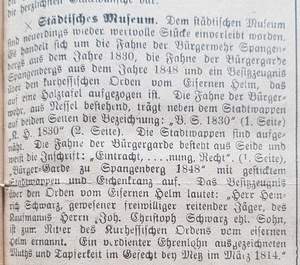 Städtisches Museum. Dem städtischen Museum
sind neuerdings wieder wertvolle Stücke einverleibt worden.
Es handelt sich um die Fahne der Bürgerwehr Spangen-
bergs aus dem Jahre 1830, die Fahne der Bürgergarde
Spangenbergs aus dem Jahre 1848 und ein Besitzzeugnis
über den kurhessischen Orden vom Eisernen Helm, das
auf eine Holztafel aufgezogen ist. Die Fahne der Bürger-
wehr, aus Nessel bestehend, trägt neben dem Stadtwappen
auf beiden Seiten die Bezeichnung: „B. S. 1830“ (1. Seite)
K. H. 1830“ (2. Seite). Die Stadtwappen sind aufge-
näht. Die Fahne der Bürgergarde besteht aus Seide und
weist die Inschrift: „Eintracht, .....nung, Recht“. (1. Seite),
Bürger-Garde zu Spangenberg 1848“ mit gesticktem
Stadtwappen und Eichenkranz auf. Das Besitzzeugnis
über den Orden vom Eisernen Helm lautet: „Herr Hein-
rich Schwarz, gewesener freiwilliger reitender Jäger, des
Kaufmanns Herrn Joh. Christoph Schwarz ehl. Sohn,
ist zum Ritter des Kurhessischen Ordens vom eisernen
Helm ernannt. Ein verdienter Ehrenlohn ausgezeichneten
Muths und Tapferkeit im Gefecht bey Metz im März 1814.“